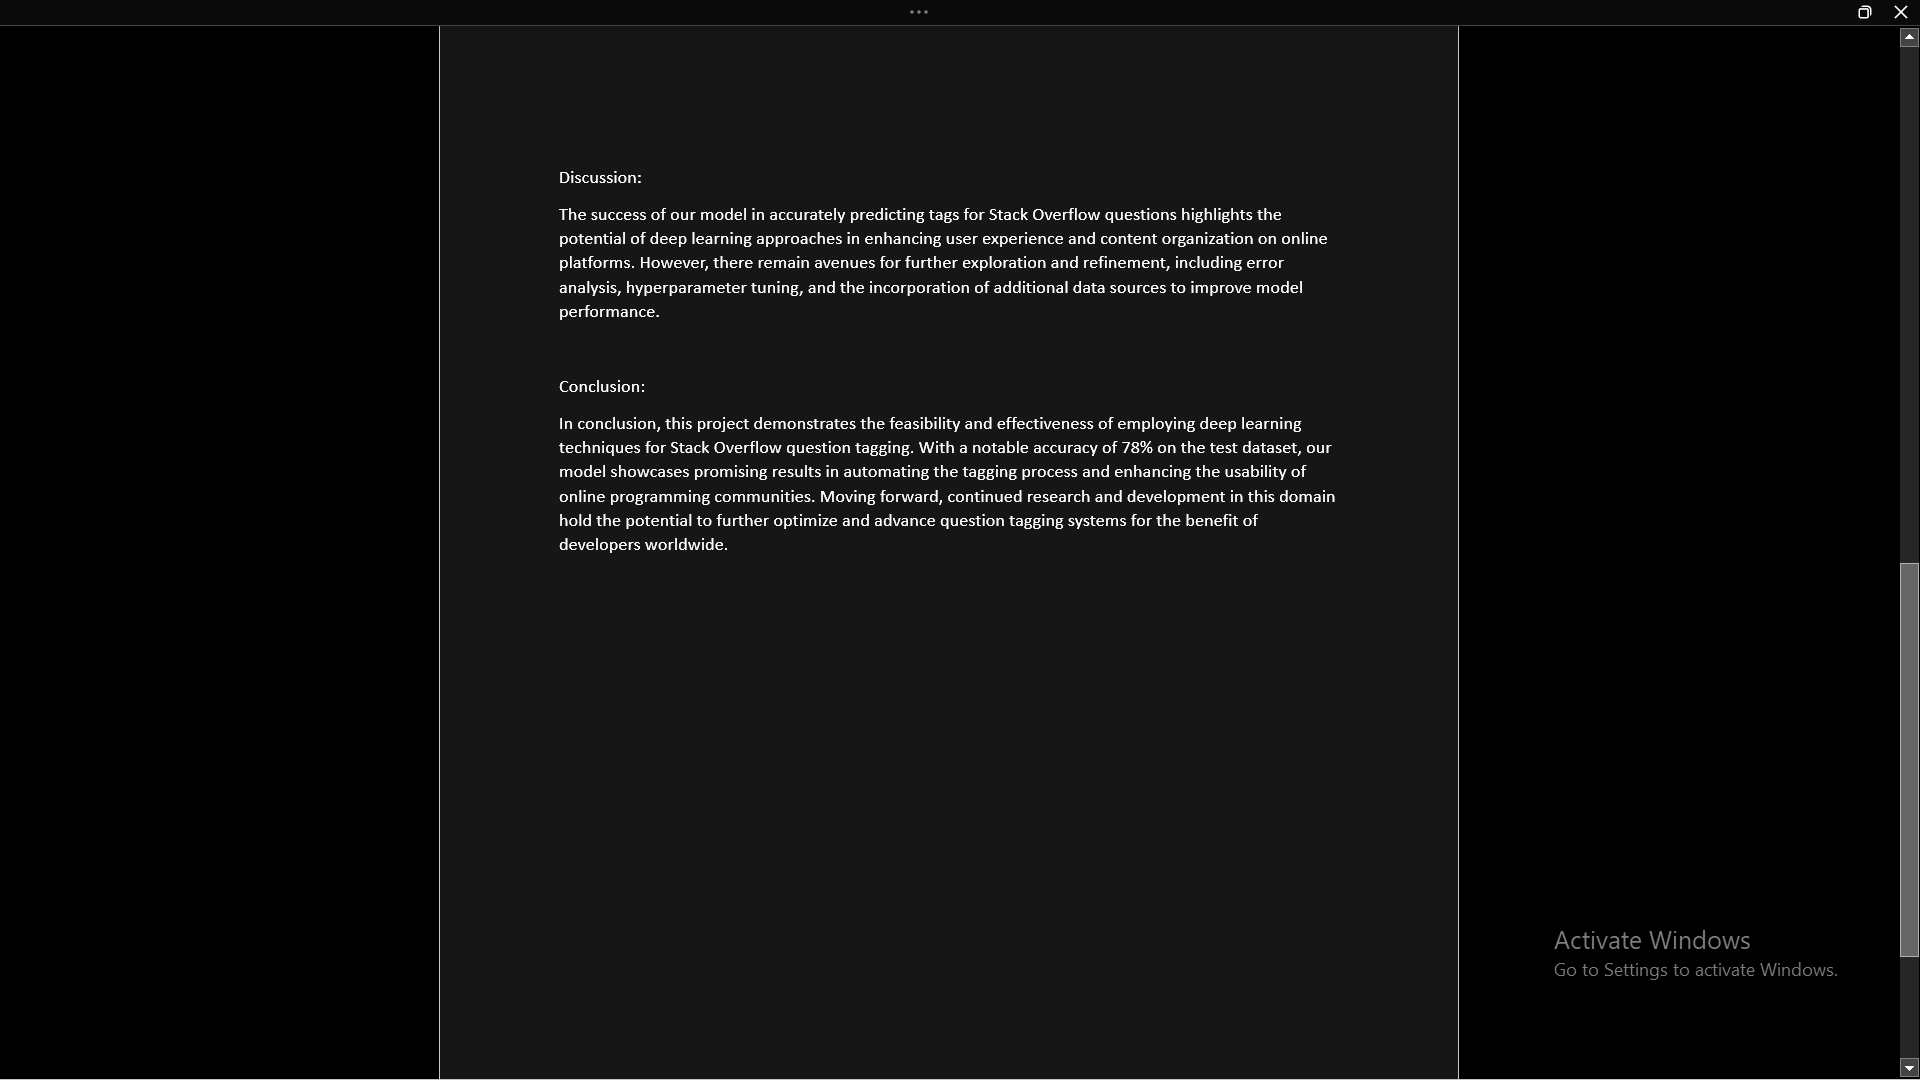 Discussion:
The success of our model in accurately predicting tags for Stack Overflow questions highlights the
potential of deep learning approaches in enhancing user experience and content organization on online
platforms. However, there remain avenues for further exploration and refinement, including error
analysis, hyperparameter tuning, and the incorporation of additional data sources to improve model
performance.
Conclusion:
In conclusion, this project demonstrates the feasibility and effectiveness of employing deep learning
techniques for Stack Overflow question tagging. With a notable accuracy of 78% on the test dataset, our
model showcases promising results in automating the tagging process and enhancing the usability of
online programming communities. Moving forward, continued research and development in this domain
hold the potential to further optimize and advance question tagging systems for the benefit of
developers worldwide.
Activate Windows
Go to Settings to activate Windows.